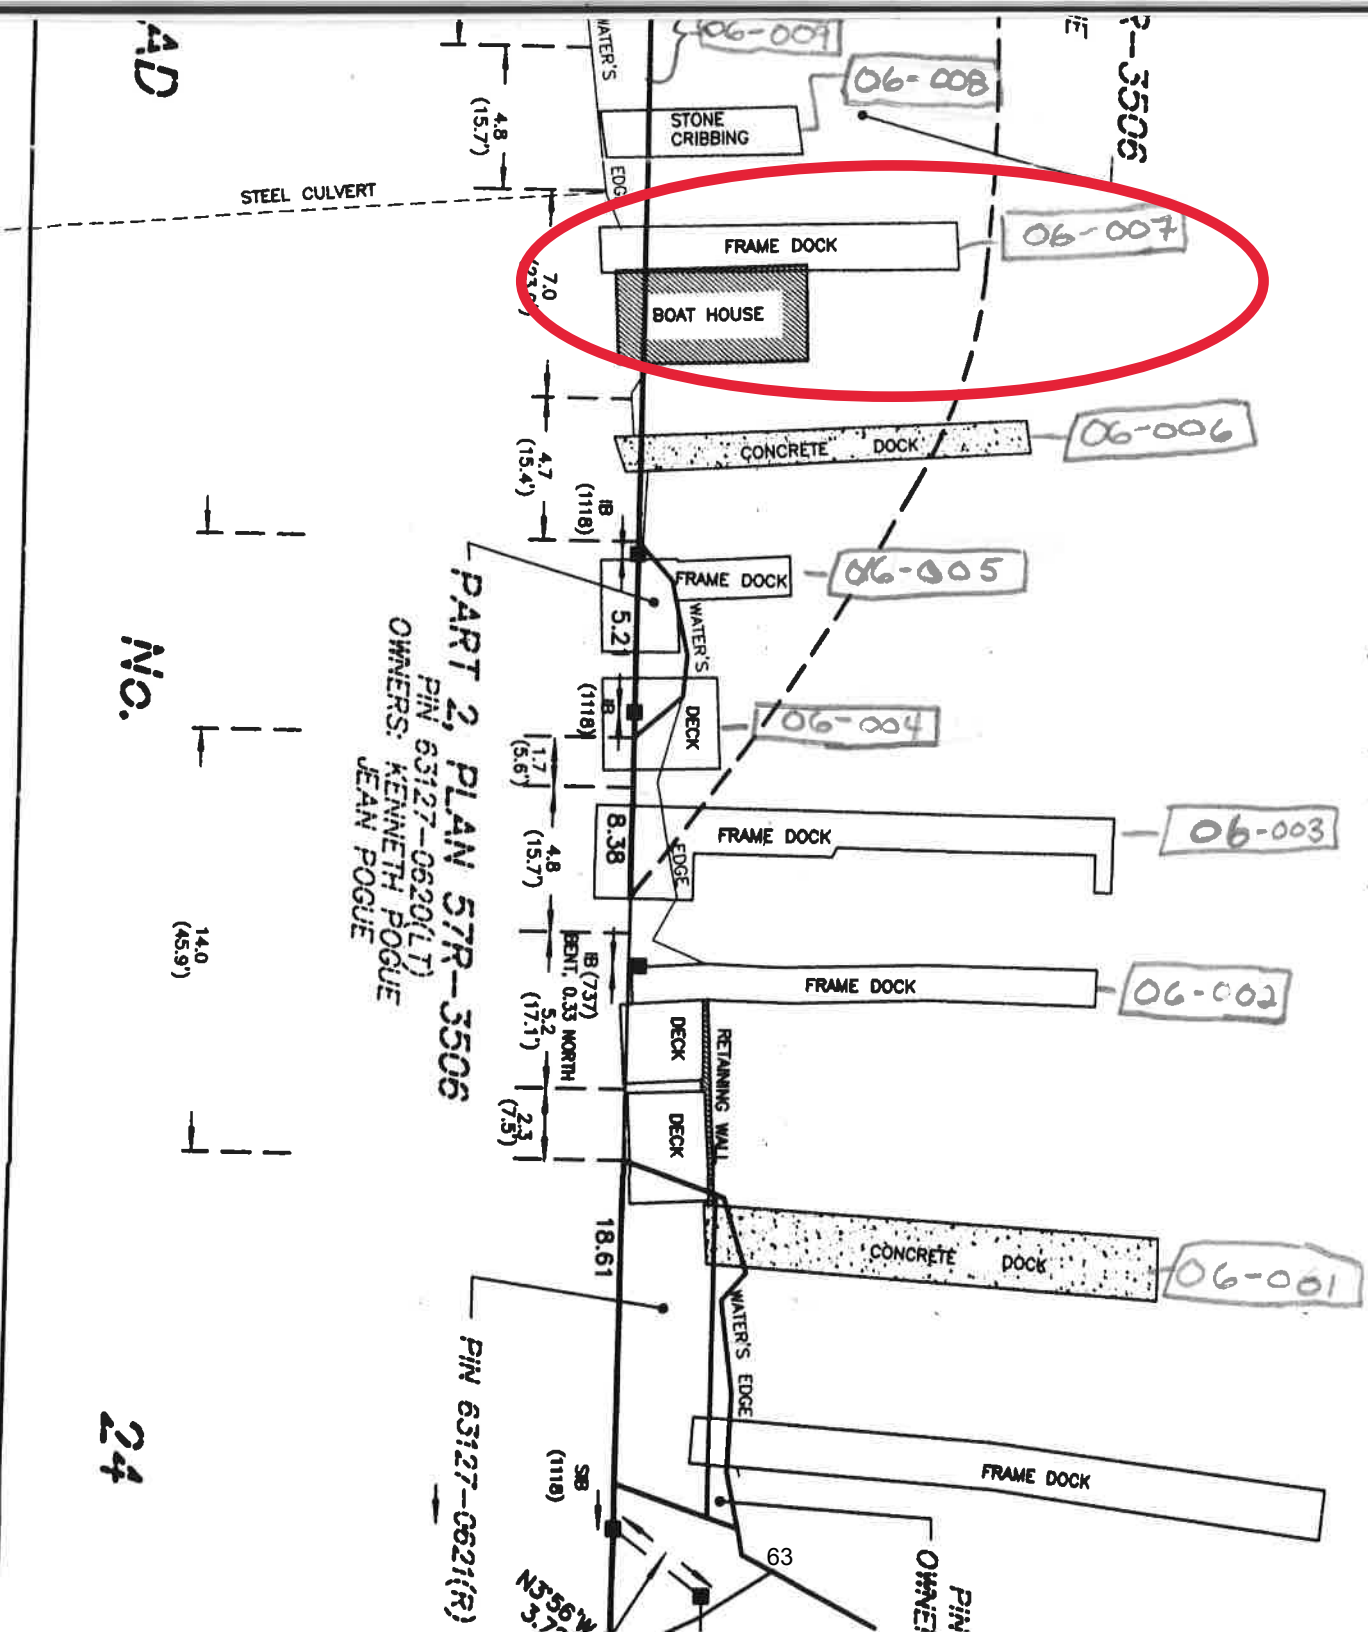 06-009
R-3506
06-008
WATER'S
STONE
CRIBBING
4.8
(15.7')
EDGE
STEEL CULVERT
FRAME DOCK
06-007
7.0
BOAT HOUSE
CONCRETE DOCK
06-006
4.7
(15.4')
IB
(1118)
FRAME DOCK
06-005
5.21
WATER'S
IB
(1118)
DECK
06-004
1.7
(5.6')
PART 2, PLAN 57R-3506
PIN 63127-0620(LT)
OWNERS: KENNETH POGUE
JEAN POGUE
No.
FRAME DOCK
06-003
8.38
EDGE
4.8
(15.7')
14.0
(45.9')
IB (737)
BENT, 0.33 NORTH
FRAME DOCK
06-002
5.2
(17.1')
DECK
RETAINING WALL
DECK
2.3
(7.5')
18.61
CONCRETE DOCK
06-001
WATER'S EDGE
PIN 63127-0621(R)
24
FRAME DOCK
SIB
(1118)
63
N3°56'W
3.7
PIN
OWNER